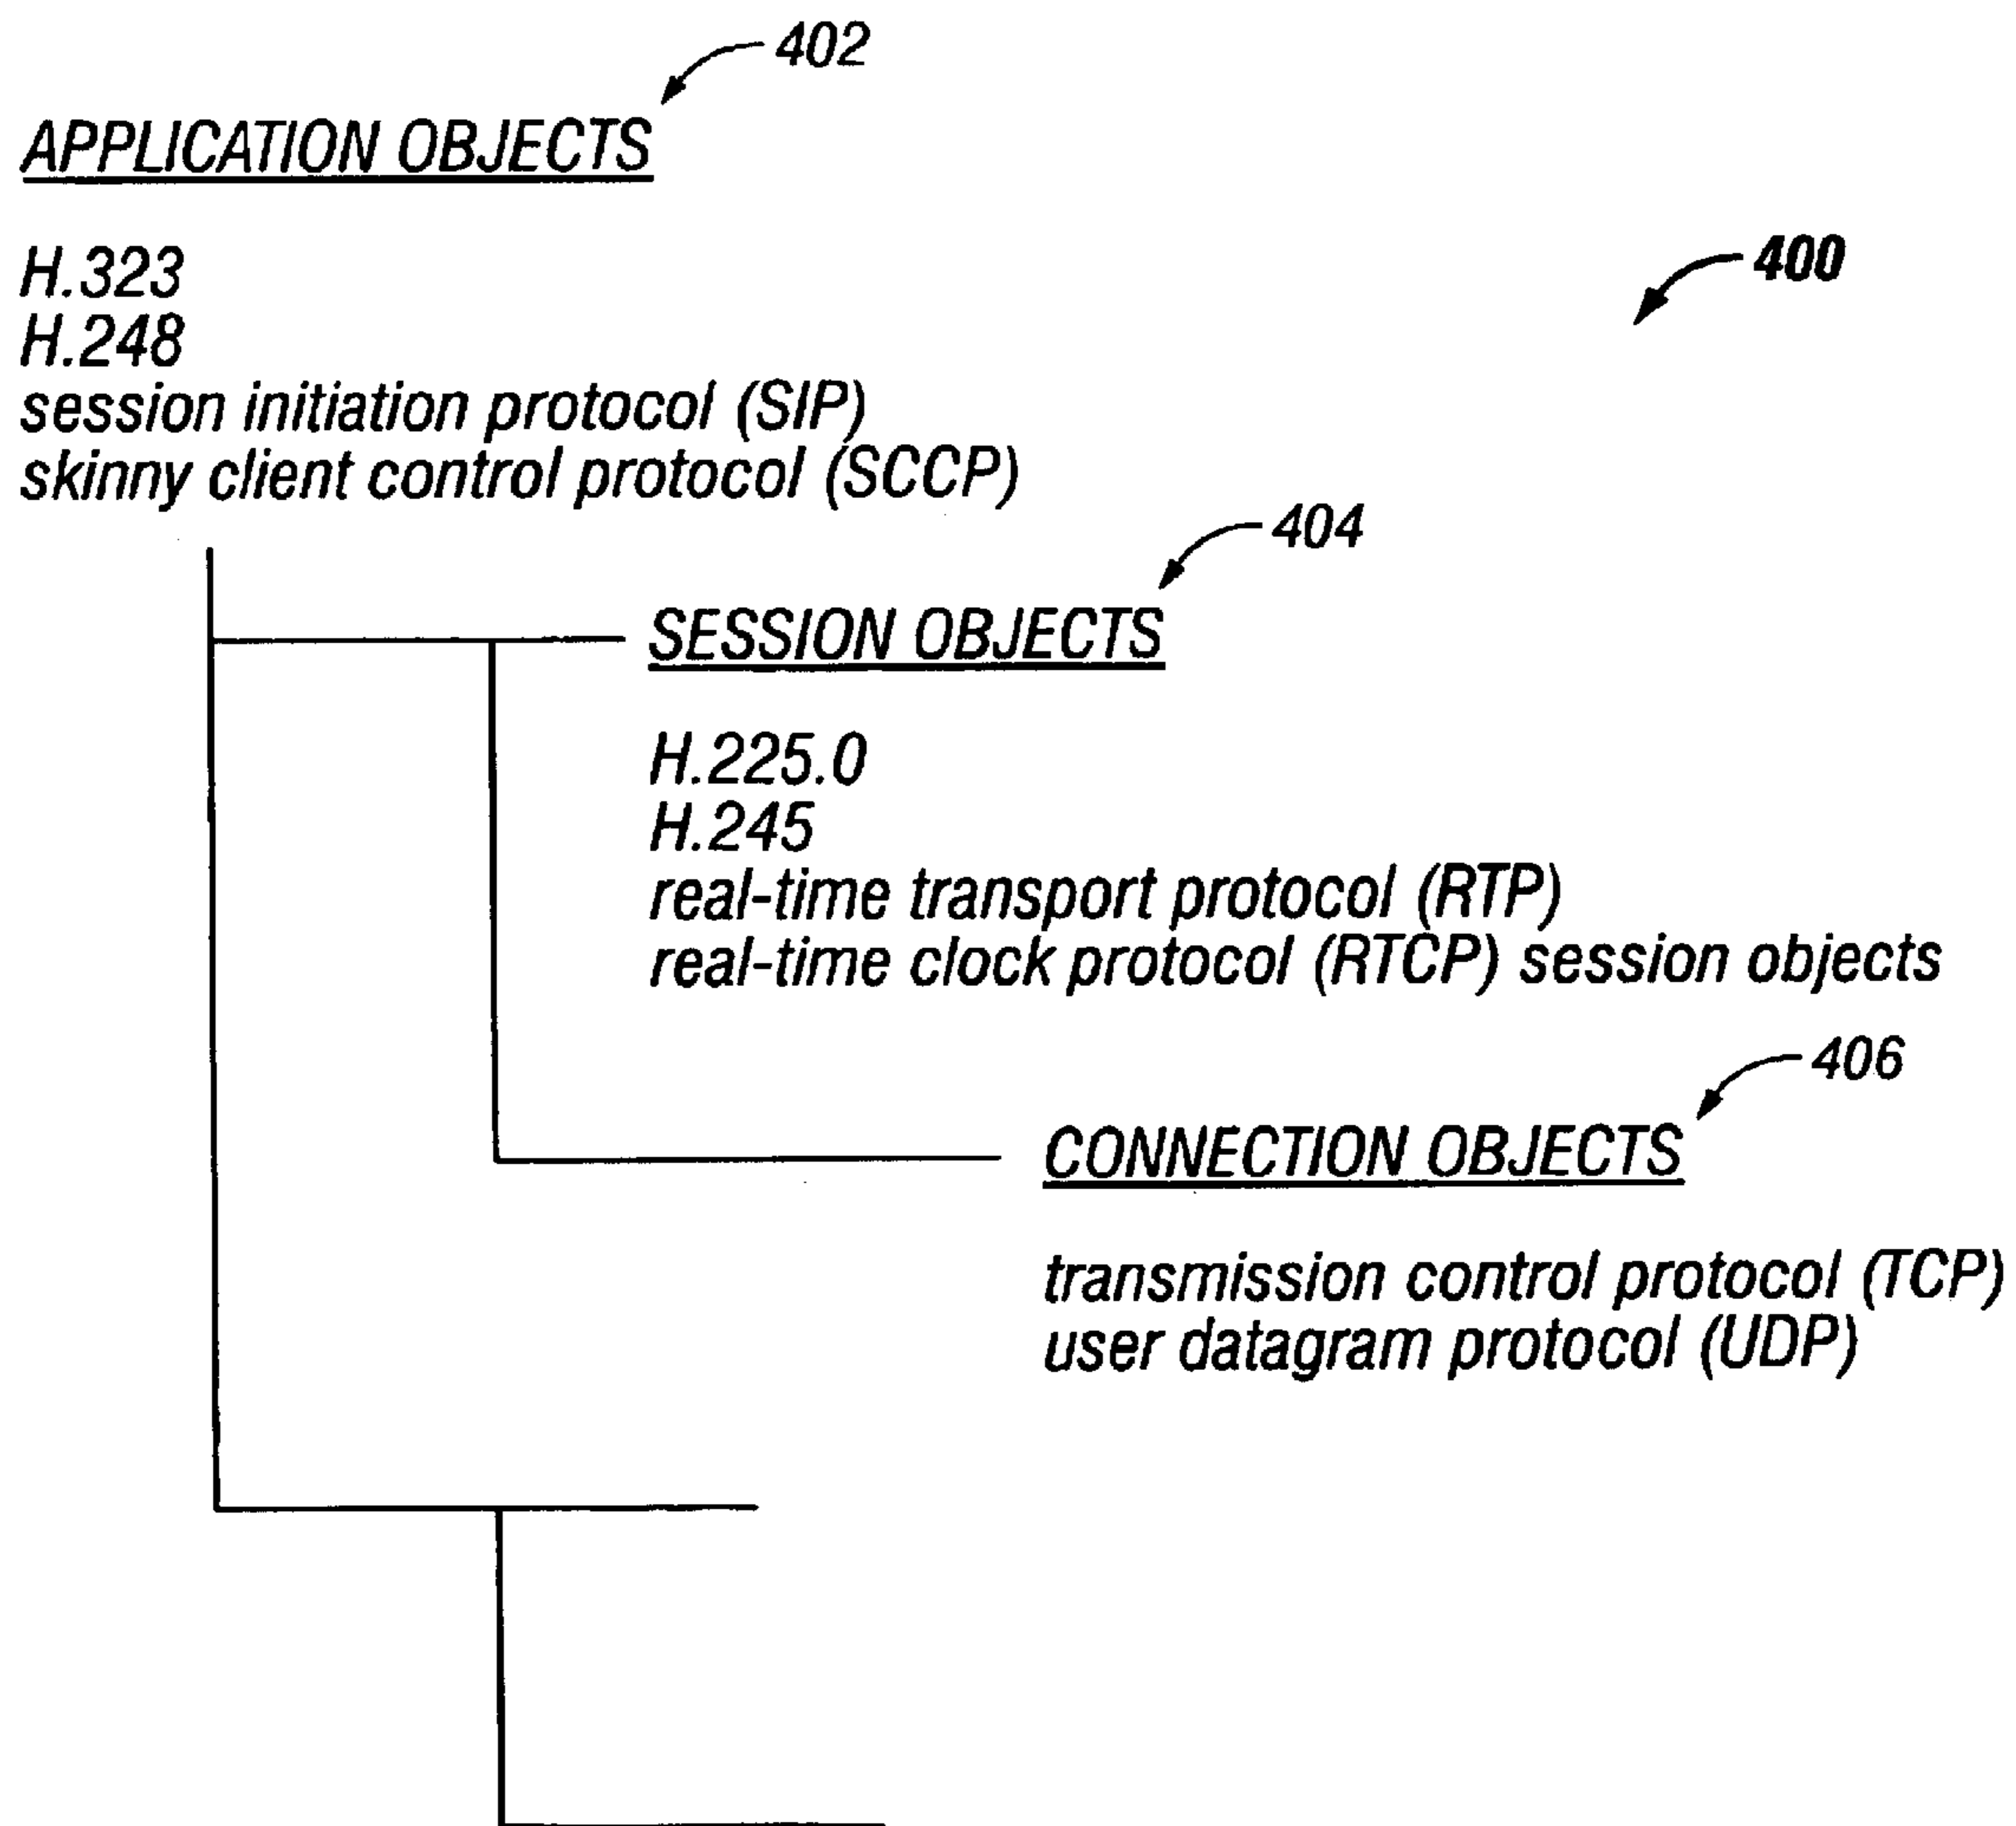 402
APPLICATION OBJECTS
400
H.323
H.248
session initiation protocol (SIP)
skinny client control protocol (SCCP)
404
SESSION OBJECTS
H.225.0
H.245
real-time transport protocol (RTP)
real-time clock protocol (RTCP) session objects
406
CONNECTION OBJECTS
transmission control protocol (TCP)
user datagram protocol (UDP)